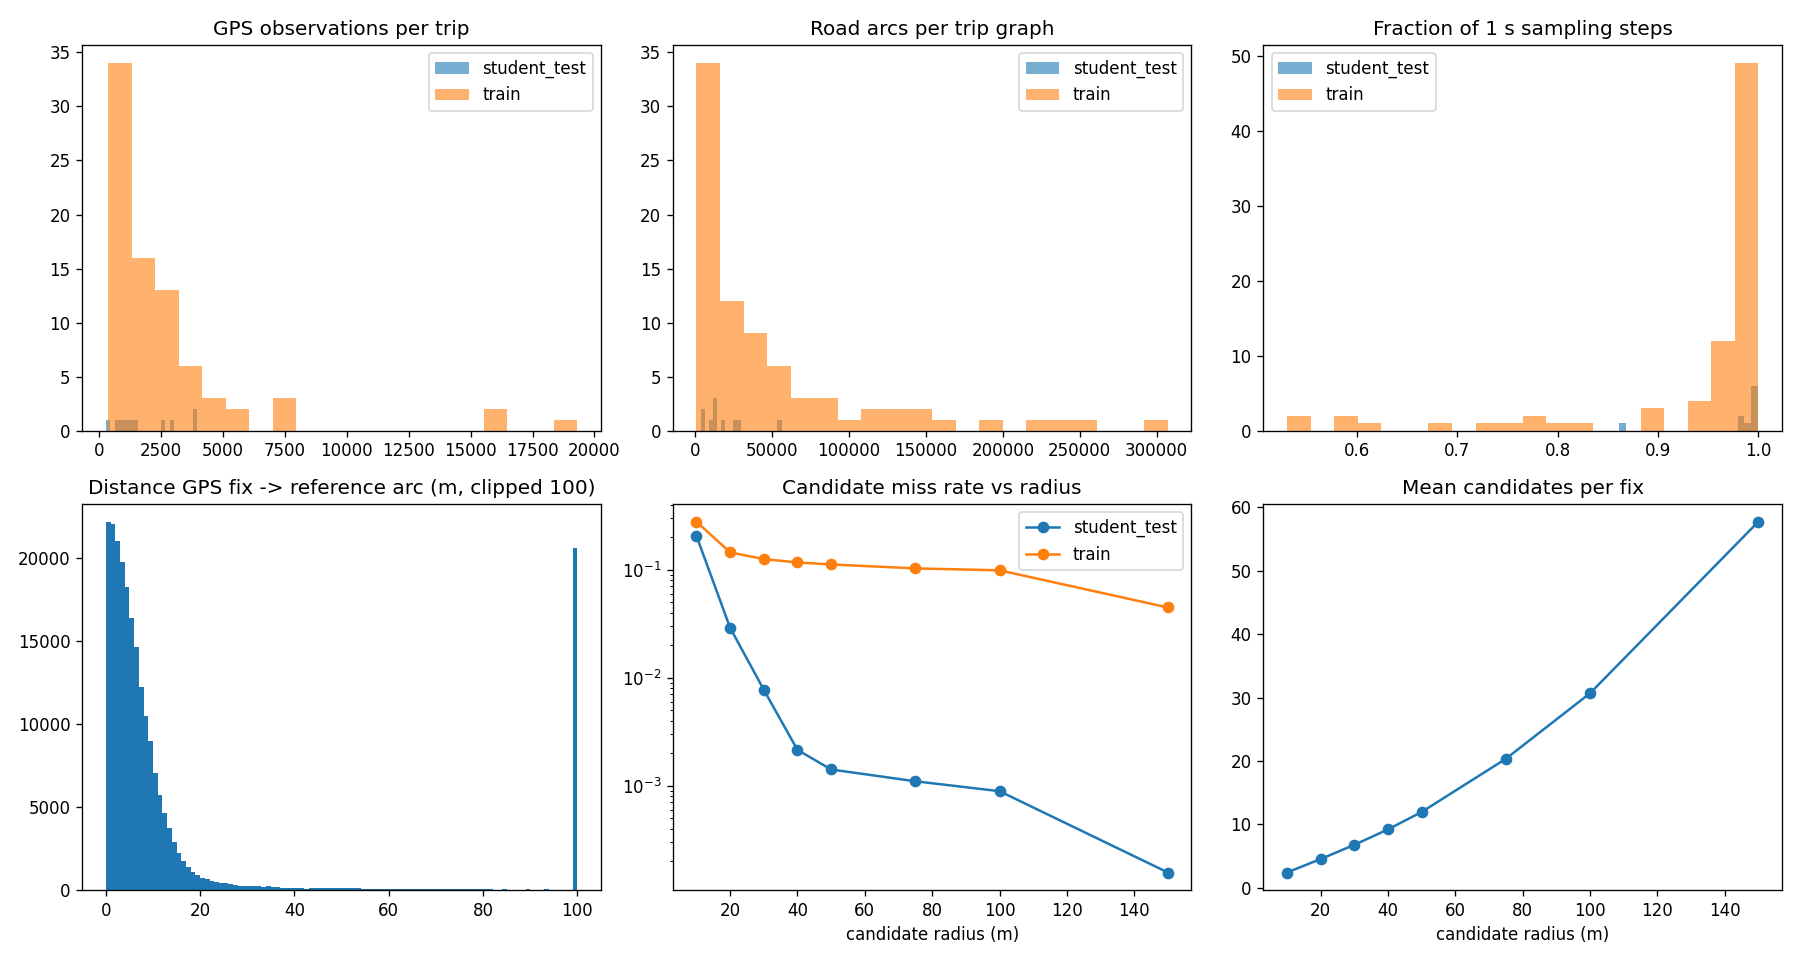 GPS observations per trip
35
30
25
20
15
10
5
0
0 2500 5000 7500 10000 12500 15000 17500 20000
student_test
train
Road arcs per trip graph
35
30
25
20
15
10
5
0
0 50000 100000 150000 200000 250000 300000
student_test
train
Fraction of 1 s sampling steps
50
40
30
20
10
0
0.6 0.7 0.8 0.9 1.0
student_test
train
Distance GPS fix -> reference arc (m, clipped 100)
20000
15000
10000
5000
0
0 20 40 60 80 100
Candidate miss rate vs radius
10⁻¹
10⁻²
10⁻³
20 40 60 80 100 120 140
candidate radius (m)
student_test
train
Mean candidates per fix
60
50
40
30
20
10
0
20 40 60 80 100 120 140
candidate radius (m)